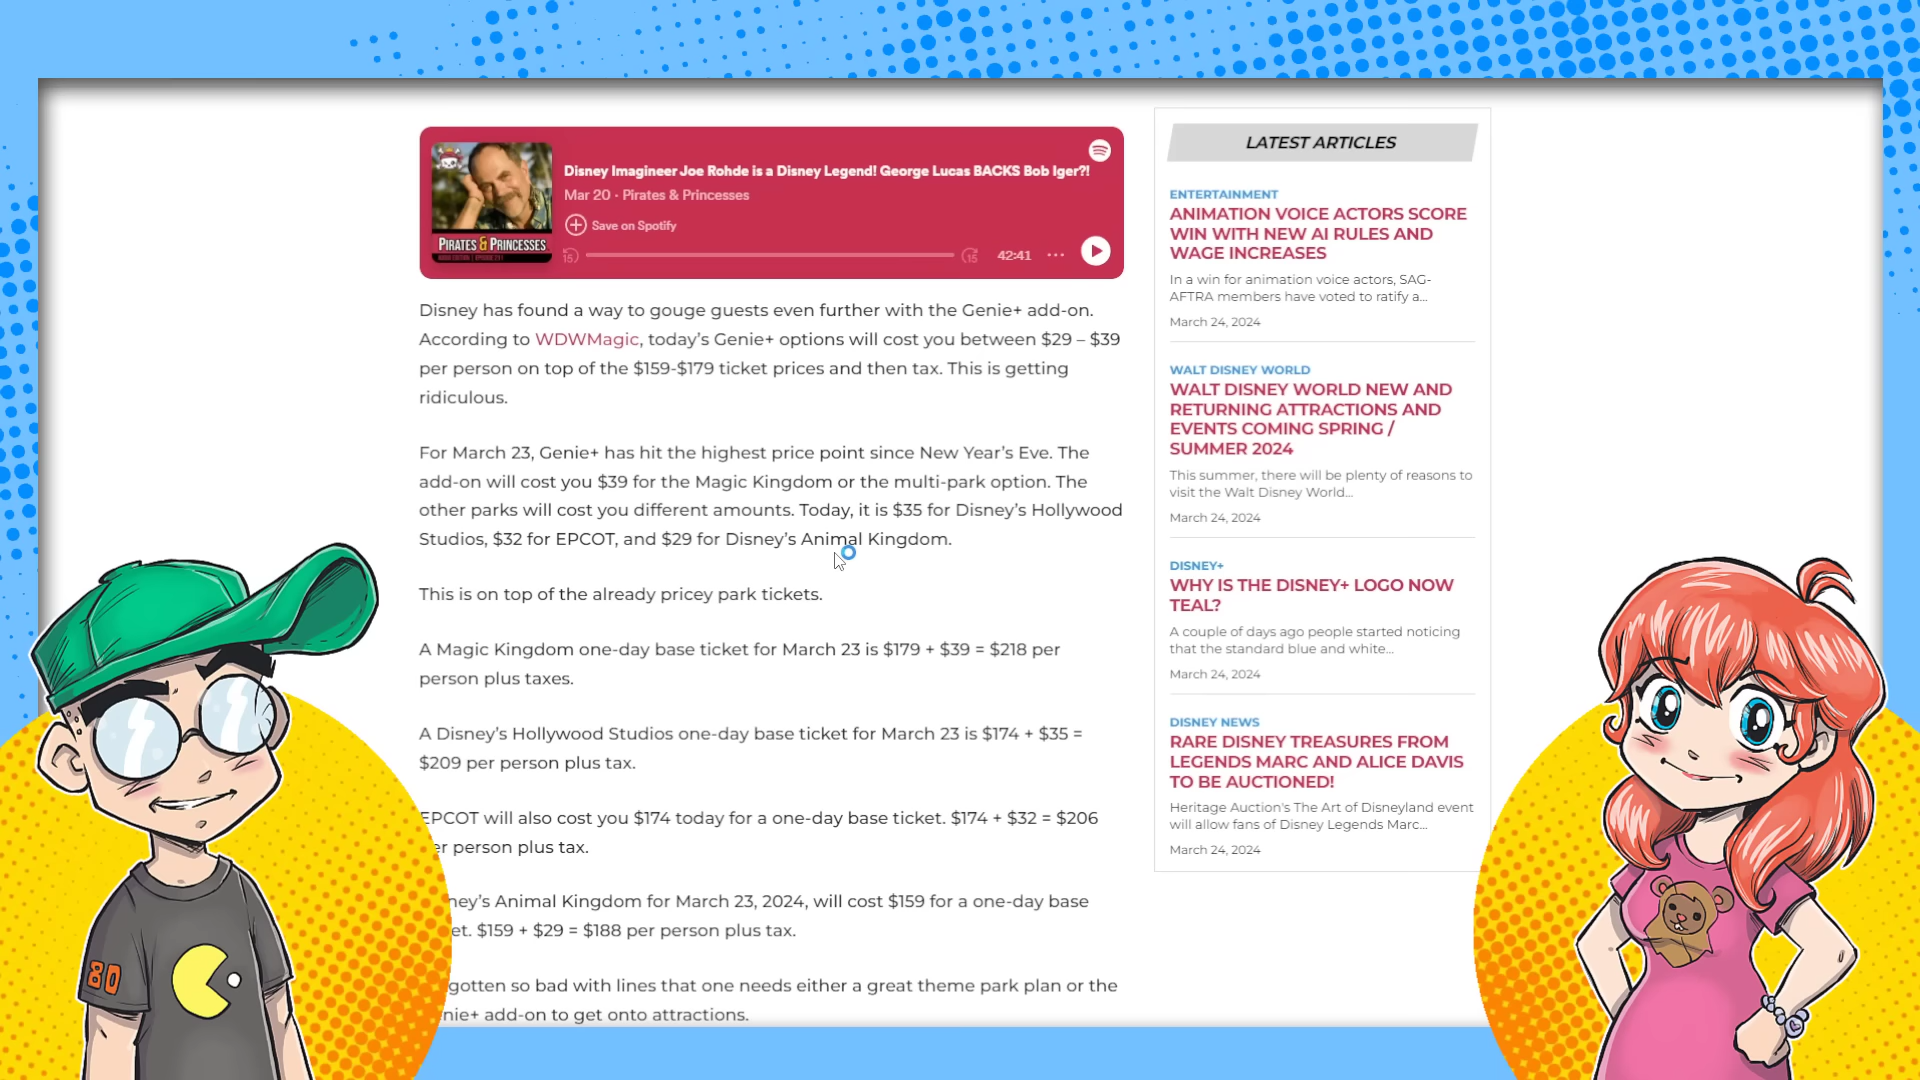 Disney Imagineer Joe Rohde is a Disney Legend! George Lucas BACKS Bob Iger?!
Mar 20 · Pirates & Princesses
Save on Spotify
PIRATES & PRINCESSES
15
15
42:41
Disney has found a way to gouge guests even further with the Genie+ add-on.
According to WDWMagic, today's Genie+ options will cost you between $29 – $39
per person on top of the $159-$179 ticket prices and then tax. This is getting
ridiculous.
For March 23, Genie+ has hit the highest price point since New Year's Eve. The
add-on will cost you $39 for the Magic Kingdom or the multi-park option. The
other parks will cost you different amounts. Today, it is $35 for Disney's Hollywood
Studios, $32 for EPCOT, and $29 for Disney's Animal Kingdom.
This is on top of the already pricey park tickets.
A Magic Kingdom one-day base ticket for March 23 is $179 + $39 = $218 per
person plus taxes.
A Disney's Hollywood Studios one-day base ticket for March 23 is $174 + $35 =
$209 per person plus tax.
EPCOT will also cost you $174 today for a one-day base ticket. $174 + $32 = $206
er person plus tax.
ney's Animal Kingdom for March 23, 2024, will cost $159 for a one-day base
et. $159 + $29 = $188 per person plus tax.
gotten so bad with lines that one needs either a great theme park plan or the
nie+ add-on to get onto attractions.
LATEST ARTICLES
ENTERTAINMENT
ANIMATION VOICE ACTORS SCORE
WIN WITH NEW AI RULES AND
WAGE INCREASES
In a win for animation voice actors, SAG-
AFTRA members have voted to ratify a...
March 24, 2024
WALT DISNEY WORLD
WALT DISNEY WORLD NEW AND
RETURNING ATTRACTIONS AND
EVENTS COMING SPRING /
SUMMER 2024
This summer, there will be plenty of reasons to
visit the Walt Disney World...
March 24, 2024
DISNEY+
WHY IS THE DISNEY+ LOGO NOW
TEAL?
A couple of days ago people started noticing
that the standard blue and white...
March 24, 2024
DISNEY NEWS
RARE DISNEY TREASURES FROM
LEGENDS MARC AND ALICE DAVIS
TO BE AUCTIONED!
Heritage Auction's The Art of Disneyland event
will allow fans of Disney Legends Marc...
March 24, 2024
80